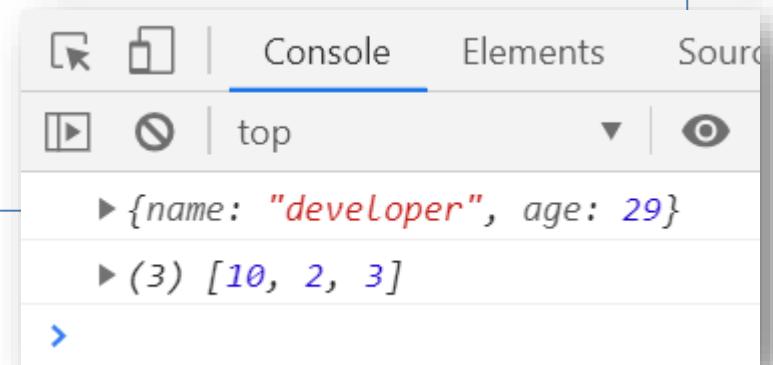 Console Elements Sourc
top
{name: "developer", age: 29}
(3) [10, 2, 3]